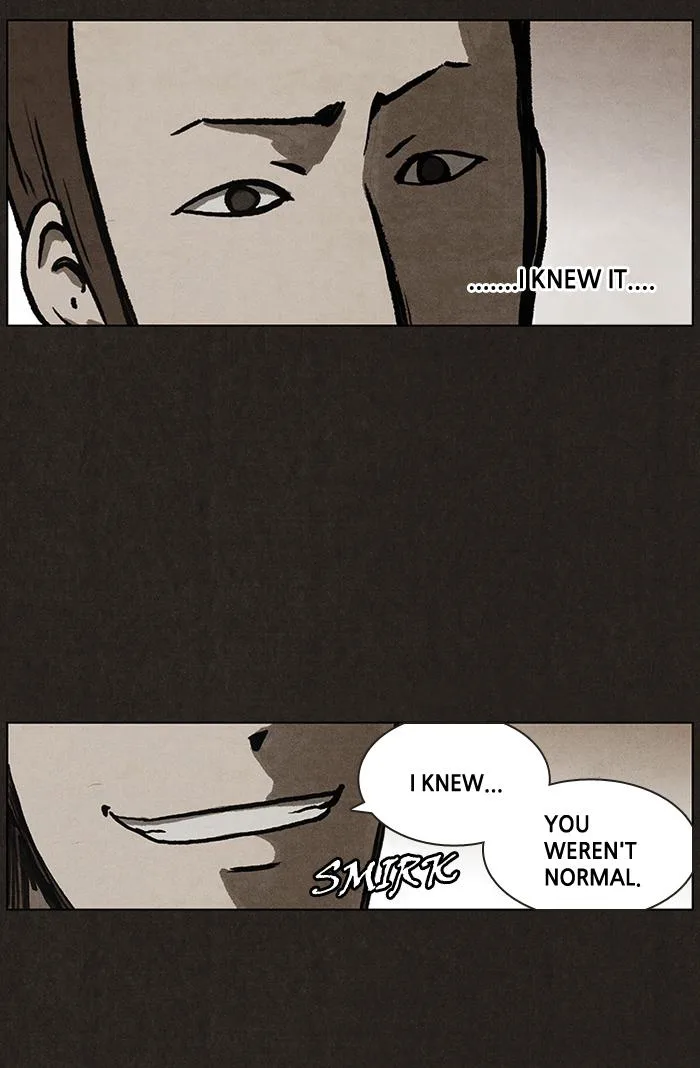 ........I KNEW IT....
I KNEW...
YOU
WEREN'T
NORMAL.
SMIRK